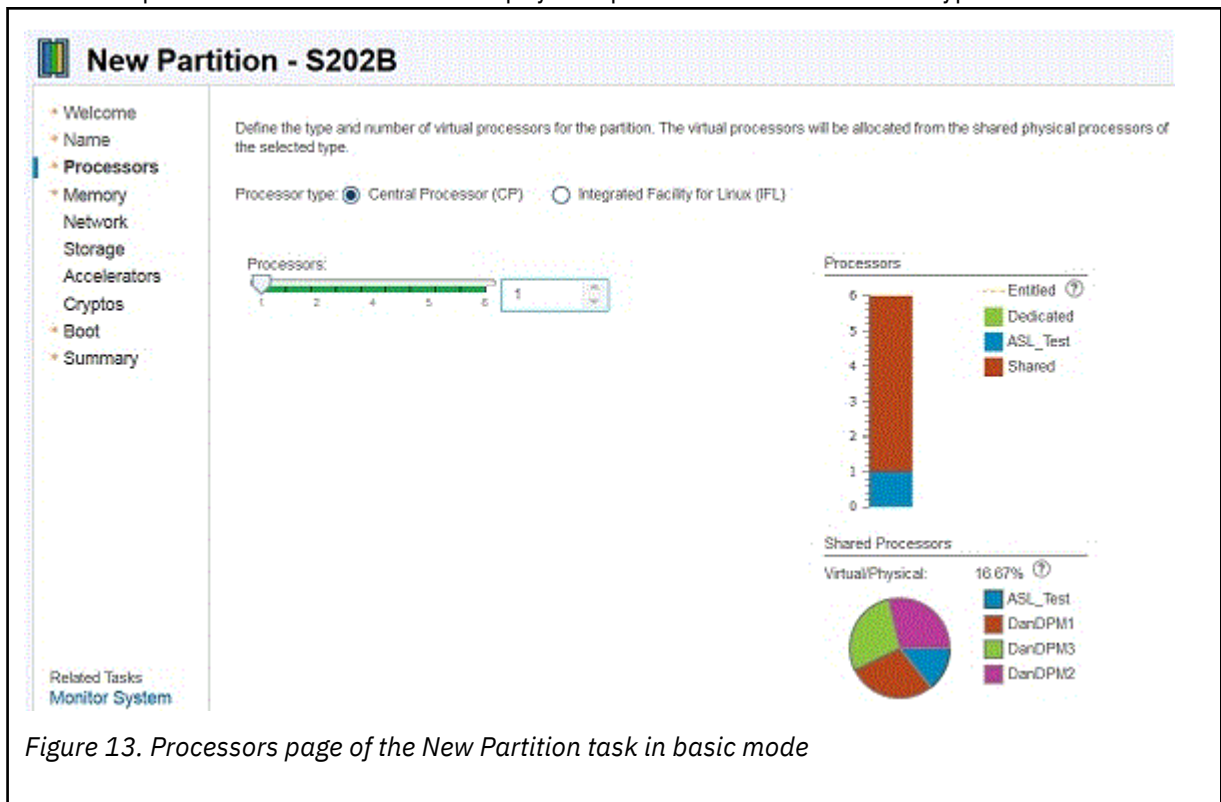 New Partition - S202B
* Welcome
* Name
* Processors
* Memory
Network
Storage
Accelerators
Cryptos
* Boot
* Summary
Related Tasks
Monitor System
Define the type and number of virtual processors for the partition. The virtual processors will be allocated from the shared physical processors of
the selected type.
Processor type: Central Processor (CP) Integrated Facility for Linux (IFL)
Processors:
1
1 2 4 5 6
Processors
6
5
4
3
2
1
0
Entitled ?
Dedicated
ASL_Test
Shared
Shared Processors
Virtual/Physical: 16.67% ?
ASL_Test
DanDPM1
DanDPM3
DanDPM2
Figure 13. Processors page of the New Partition task in basic mode